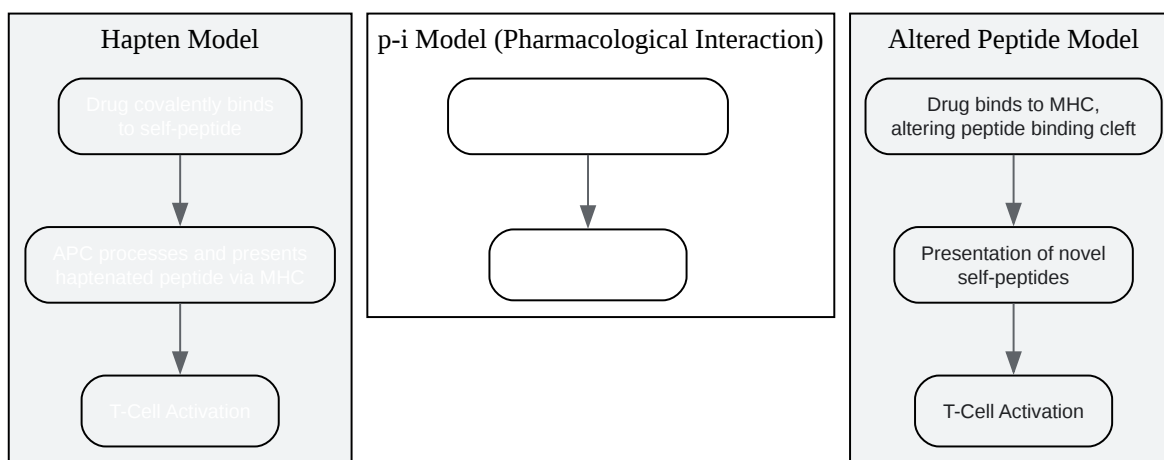 Hapten Model
Drug covalently binds
to self-peptide
APC processes and presents
haptenated peptide via MHC
T-Cell Activation
p-i Model (Pharmacological Interaction)
Altered Peptide Model
Drug binds to MHC,
altering peptide binding cleft
Presentation of novel
self-peptides
T-Cell Activation